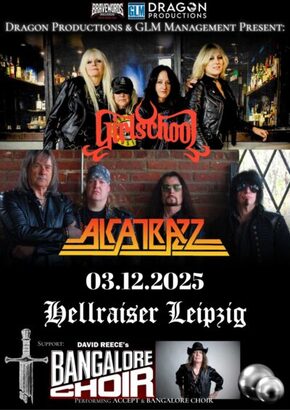 BRAVEWORDS
GLM
DRAGON
PRODUCTIONS
DRAGON PRODUCTIONS & GLM MANAGEMENT PRESENT:
Girlschool
ALCATRAZZ
03.12.2025
Hellraiser Leipzig
SUPPORT:
DAVID REECE's
BANGALORE
CHOIR
PERFORMING ACCEPT & BANGALORE CHOIR